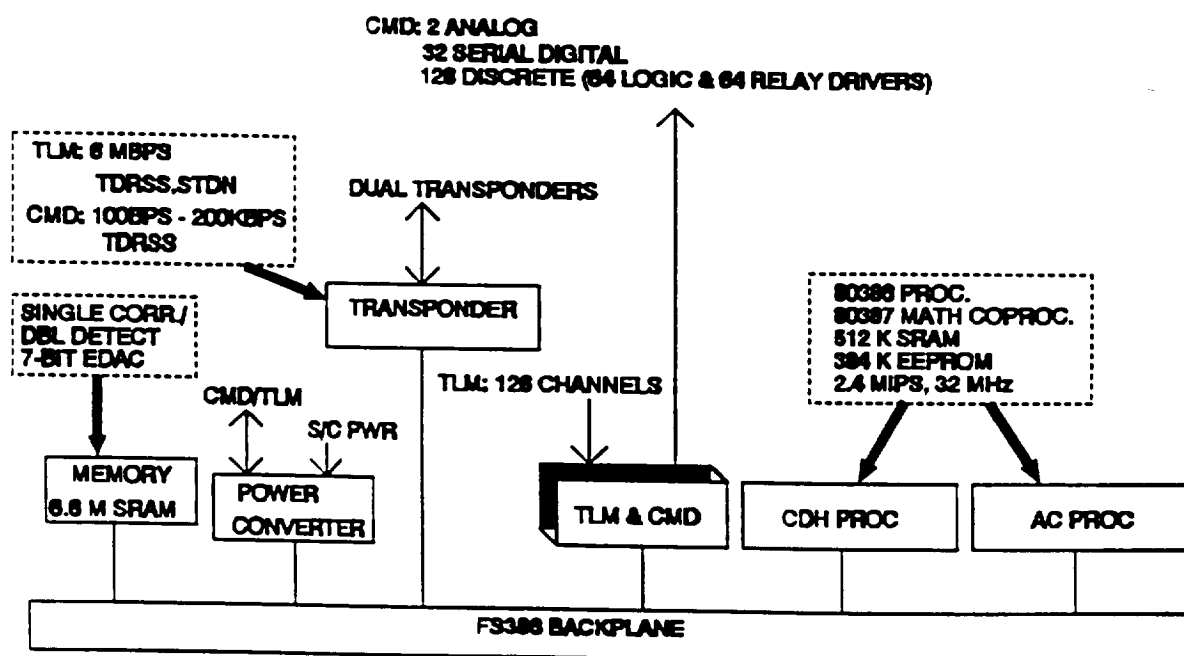 CMD: 2 ANALOG
32 SERIAL DIGITAL
128 DISCRETE (64 LOGIC & 64 RELAY DRIVERS)
TLM: 6 MBPS
TDRSS,STDN
CMD: 100BPS - 200KBPS
TDRSS
DUAL TRANSPONDERS
TRANSPONDER
SINGLE CORR./
DBL DETECT
7-BIT EDAC
80386 PROC.
80387 MATH COPROC.
512 K SRAM
384 K EEPROM
2.4 MIPS, 32 MHz
TLM: 128 CHANNELS
CMD/TLM
S/C PWR
MEMORY
6.6 M SRAM
POWER
CONVERTER
TLM & CMD
CDH PROC
AC PROC
FS386 BACKPLANE